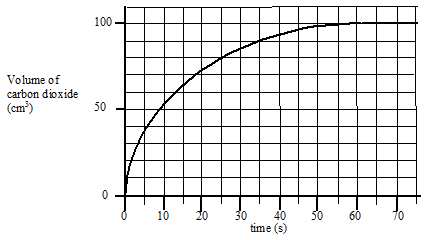 100
Volume of
carbon dioxide
(cm³)
50
0
0 10 20 30 40 50 60 70
time (s)